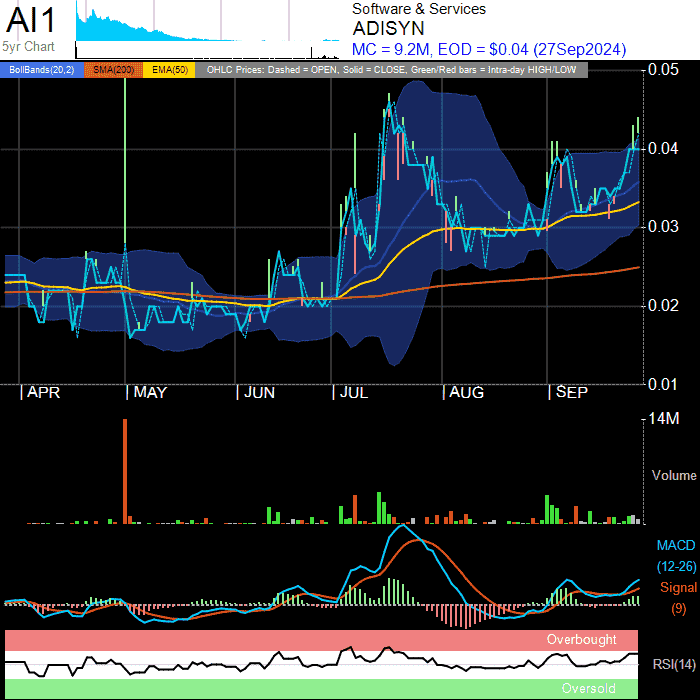 AI1
5yr Chart
Software & Services
ADISYN
MC = 9.2M, EOD = $0.04 (27Sep2024)
BollBands(20,2) SMA(200) EMA(50) OHLC Prices: Dashed = OPEN, Solid = CLOSE, Green/Red bars = Intra-day HIGH/LOW
0.05
0.04
0.03
0.02
0.01
APR MAY JUN JUL AUG SEP
14M
Volume
MACD
(12-26)
Signal
(9)
Overbought
RSI(14)
Oversold